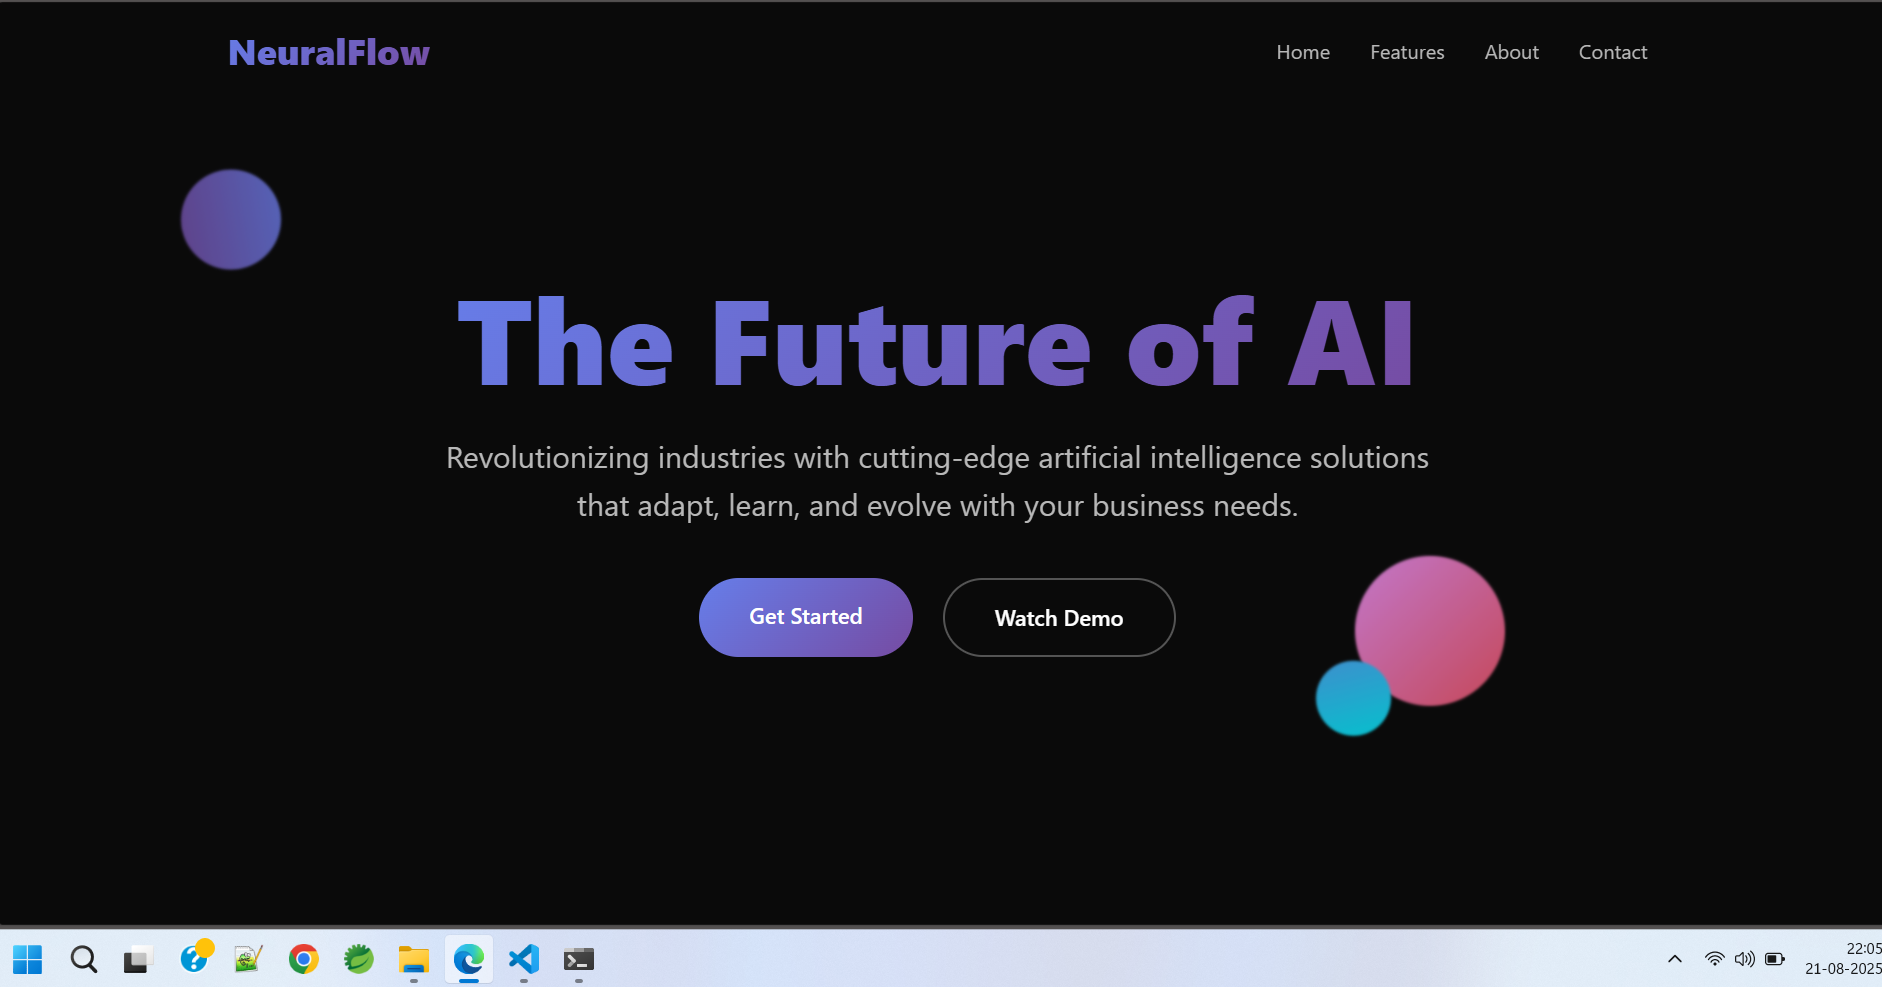 NeuralFlow
Home Features About Contact
The Future of AI
Revolutionizing industries with cutting-edge artificial intelligence solutions
that adapt, learn, and evolve with your business needs.
Get Started Watch Demo
22:05
21-08-2025